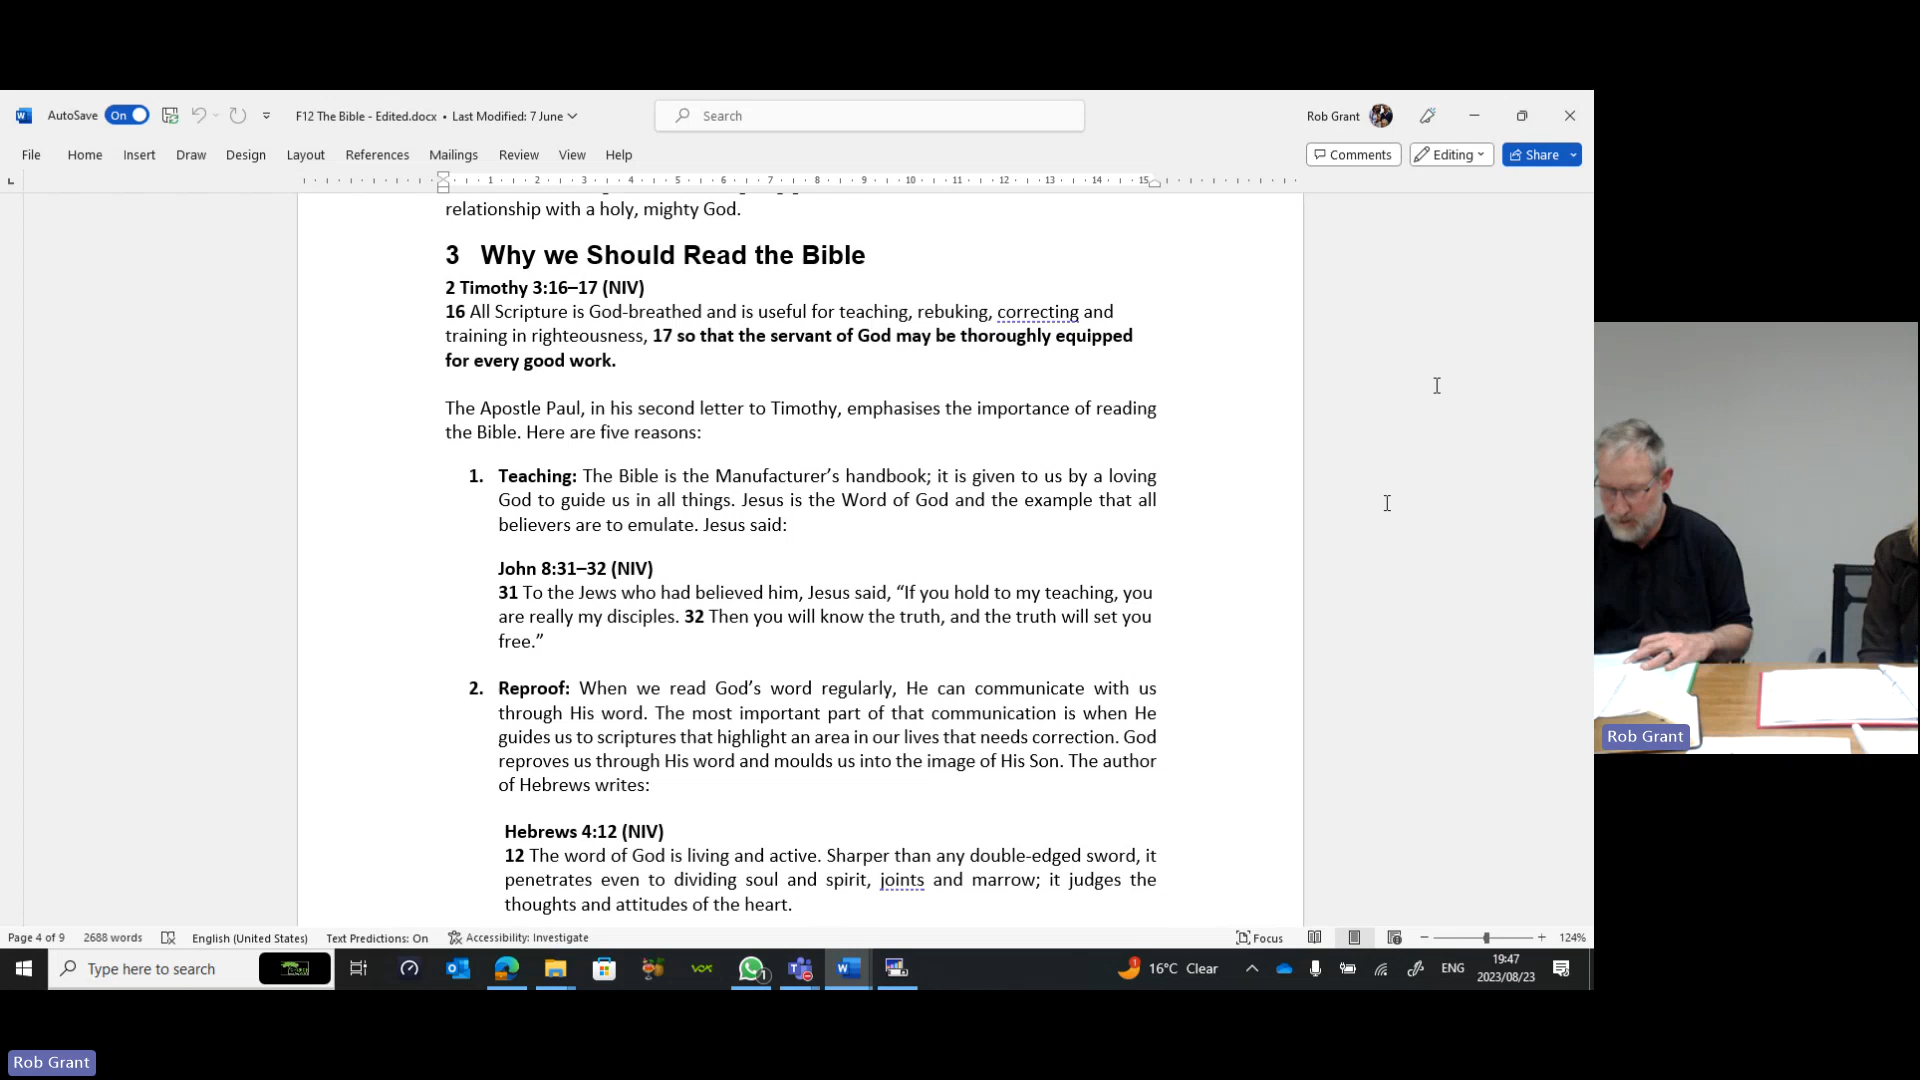 AutoSave On F12 The Bible - Edited.docx • Last Modified: 7 June Search Rob Grant
File Home Insert Draw Design Layout References Mailings Review View Help Comments Editing Share
1 2 3 4 5 6 7 8 9 10 11 12 13 14 15
relationship with a holy, mighty God.
3 Why we Should Read the Bible
2 Timothy 3:16–17 (NIV)
16 All Scripture is God-breathed and is useful for teaching, rebuking, correcting and
training in righteousness, 17 so that the servant of God may be thoroughly equipped
for every good work.
The Apostle Paul, in his second letter to Timothy, emphasises the importance of reading
the Bible. Here are five reasons:
1. Teaching: The Bible is the Manufacturer’s handbook; it is given to us by a loving
God to guide us in all things. Jesus is the Word of God and the example that all
believers are to emulate. Jesus said:
John 8:31–32 (NIV)
31 To the Jews who had believed him, Jesus said, “If you hold to my teaching, you
are really my disciples. 32 Then you will know the truth, and the truth will set you
free.”
2. Reproof: When we read God’s word regularly, He can communicate with us
through His word. The most important part of that communication is when He
guides us to scriptures that highlight an area in our lives that needs correction. God
reproves us through His word and moulds us into the image of His Son. The author
of Hebrews writes:
Hebrews 4:12 (NIV)
12 The word of God is living and active. Sharper than any double-edged sword, it
penetrates even to dividing soul and spirit, joints and marrow; it judges the
thoughts and attitudes of the heart.
Rob Grant
Page 4 of 9 2688 words English (United States) Text Predictions: On Accessibility: Investigate Focus 124%
Type here to search 16°C Clear ENG 19:47
2023/08/23
Rob Grant